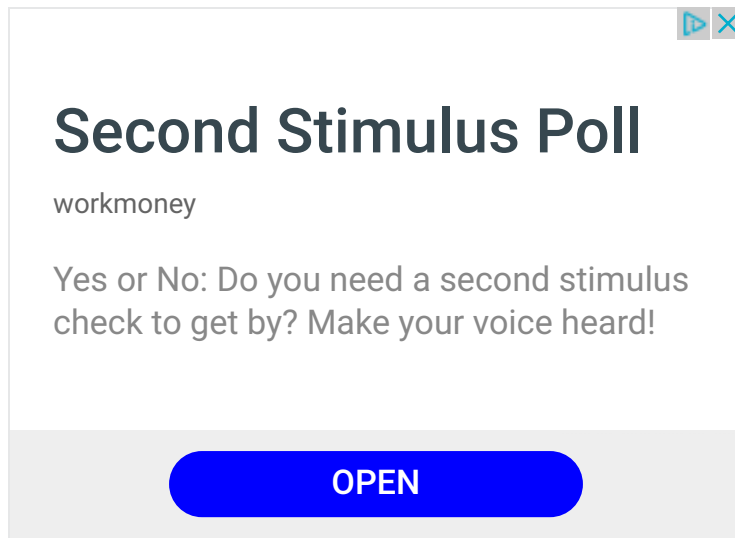 Second Stimulus Poll
workmoney
Yes or No: Do you need a second stimulus
check to get by? Make your voice heard!
OPEN